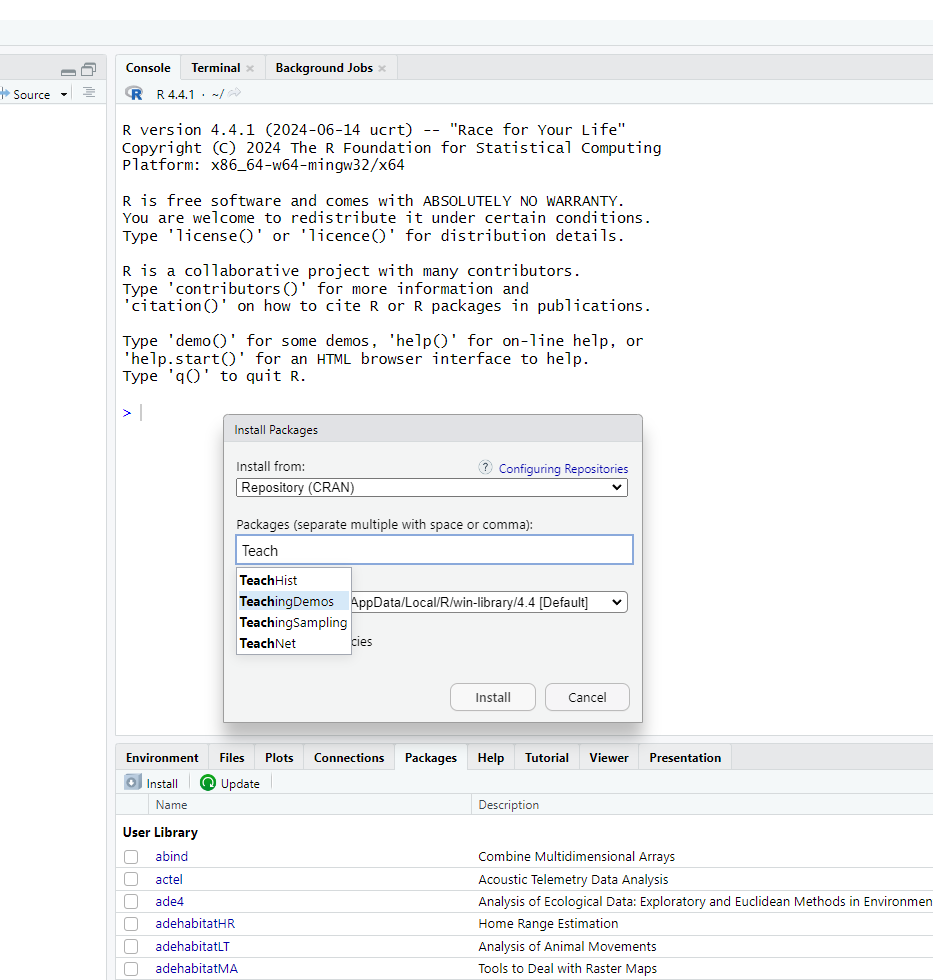 Console Terminal Background Jobs
Source R 4.4.1 · ~/
R version 4.4.1 (2024-06-14 ucrt) -- "Race for Your Life"
Copyright (C) 2024 The R Foundation for Statistical Computing
Platform: x86_64-w64-mingw32/x64
R is free software and comes with ABSOLUTELY NO WARRANTY.
You are welcome to redistribute it under certain conditions.
Type 'license()' or 'licence()' for distribution details.
R is a collaborative project with many contributors.
Type 'contributors()' for more information and
'citation()' on how to cite R or R packages in publications.
Type 'demo()' for some demos, 'help()' for on-line help, or
'help.start()' for an HTML browser interface to help.
Type 'q()' to quit R.
>
Install Packages
Install from: ? Configuring Repositories
Repository (CRAN)
Packages (separate multiple with space or comma):
Teach
TeachHist
TeachingDemos AppData/Local/R/win-library/4.4 [Default]
TeachingSampling
TeachNet cies
Install Cancel
Environment Files Plots Connections Packages Help Tutorial Viewer Presentation
Install Update
Name Description
User Library
abind Combine Multidimensional Arrays
actel Acoustic Telemetry Data Analysis
ade4 Analysis of Ecological Data: Exploratory and Euclidean Methods in Environmen
adehabitatHR Home Range Estimation
adehabitatLT Analysis of Animal Movements
adehabitatMA Tools to Deal with Raster Maps